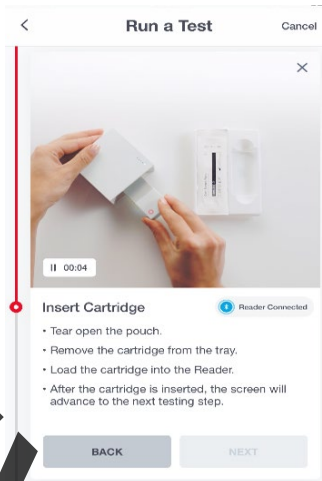 Run a Test
Cancel
00:04
Insert Cartridge
Reader Connected
• Tear open the pouch.
• Remove the cartridge from the tray.
• Load the cartridge into the Reader.
• After the cartridge is inserted, the screen will
advance to the next testing step.
BACK
NEXT